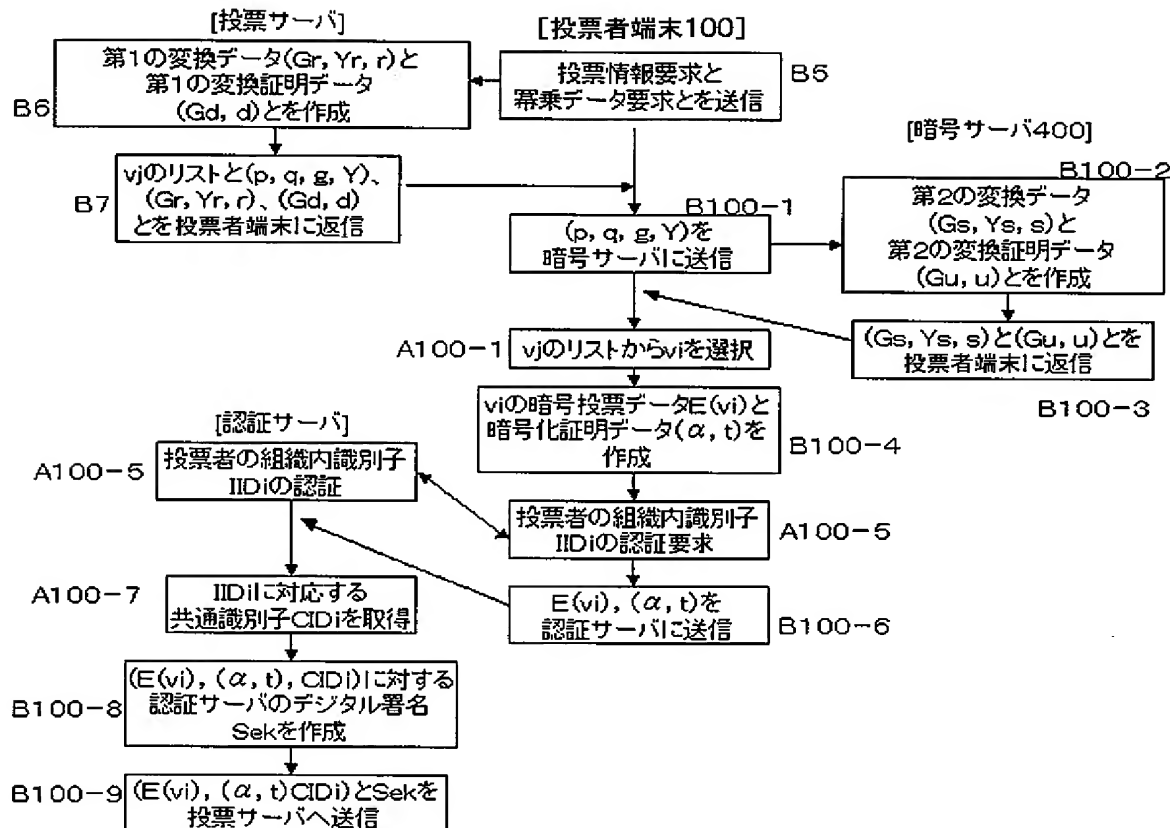 [投票サーバ]
[投票者端末100]
第1の変換データ(Gr, Yr, r)と
第1の変換証明データ
(Gd, d)とを作成
B6
投票情報要求と
冪乗データ要求とを送信
B5
[暗号サーバ400]
vjのリストと(p, q, g, Y)、
(Gr, Yr, r)、(Gd, d)
とを投票者端末に返信
B7
B100-1
(p, q, g, Y)を
暗号サーバに送信
B100-2
第2の変換データ
(Gs, Ys, s)と
第2の変換証明データ
(Gu, u)とを作成
A100-1
vjのリストからviを選択
(Gs, Ys, s)と(Gu, u)とを
投票者端末に返信
B100-3
viの暗号投票データE(vi)と
暗号化証明データ(α, t)を
作成
B100-4
[認証サーバ]
A100-5
投票者の組織内識別子
IIDiの認証
投票者の組織内識別子
IIDiの認証要求
A100-5
A100-7
IIDiに対応する
共通識別子CIDiを取得
E(vi), (α, t)を
認証サーバに送信
B100-6
B100-8
(E(vi), (α, t), CIDi)に対する
認証サーバのデジタル署名
Sekを作成
B100-9
(E(vi), (α, t)CIDi)とSekを
投票サーバへ送信